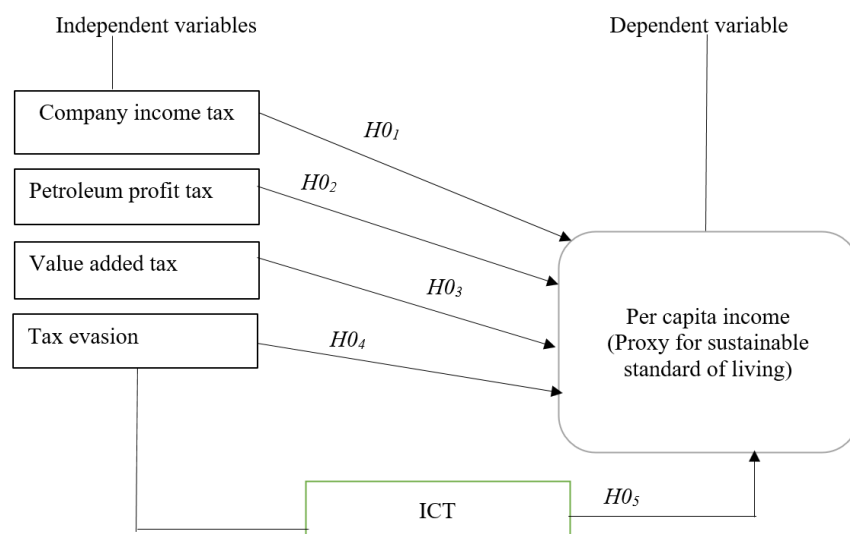 Independent variables
Dependent variable
Company income tax
H0₁
Petroleum profit tax
H0₂
Value added tax
H0₃
Tax evasion
H0₄
Per capita income
(Proxy for sustainable
standard of living)
ICT
H0₅